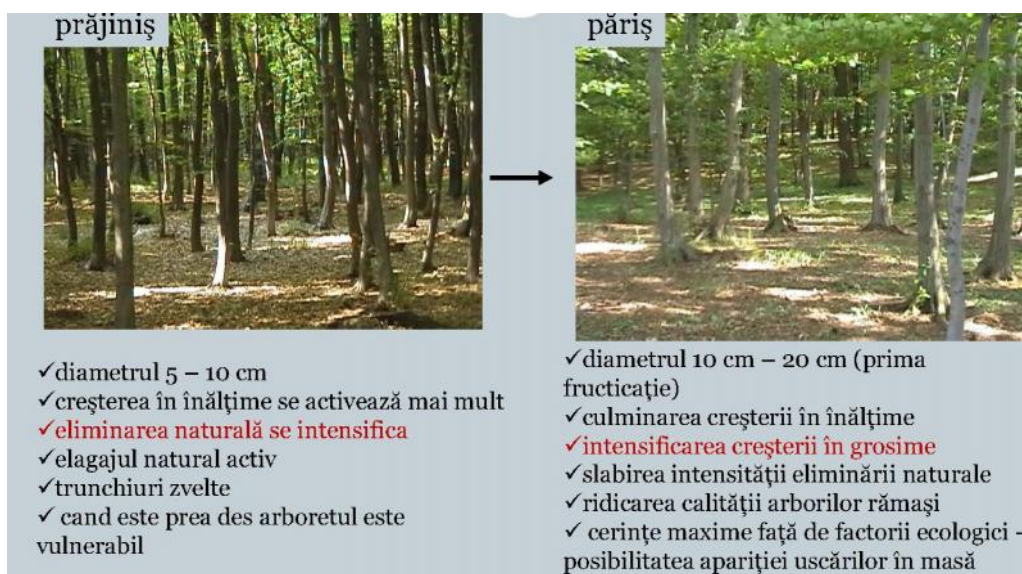 prăjiniş
păriş
✓diametrul 5 – 10 cm
✓creşterea în înălţime se activează mai mult
✓eliminarea naturală se intensifica
✓elagajul natural activ
✓trunchiuri zvelte
✓ cand este prea des arboretul este
vulnerabil
✓diametrul 10 cm – 20 cm (prima
fructicaţie)
✓culminarea creşterii în înălţime
✓intensificarea creşterii în grosime
✓slabirea intensităţii eliminării naturale
✓ridicarea calităţii arborilor rămaşi
✓ cerinţe maxime faţă de factorii ecologici -
posibilitatea apariţiei uscărilor în masă